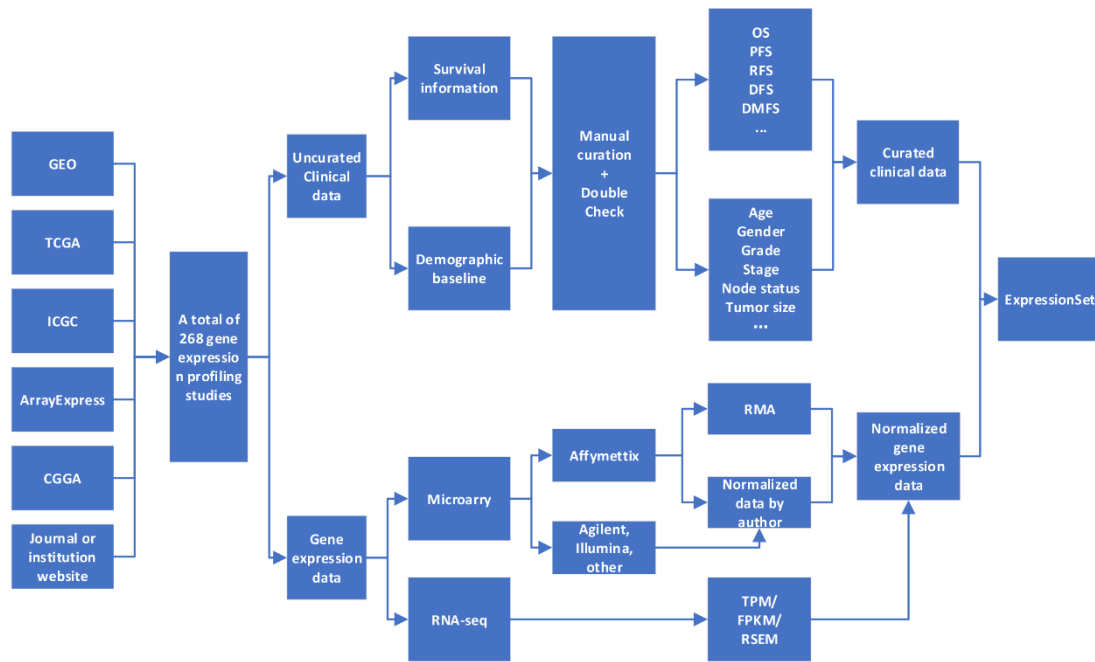 GEO
TCGA
ICGC
ArrayExpress
CGGA
Journal or
institution
website
A total of
268 gene
expressio
n profiling
studies
Uncurated
Clinical
data
Survival
information
Demographic
baseline
Manual
curation
+
Double
Check
OS
PFS
RFS
DFS
DMFS
...
Age
Gender
Grade
Stage
Node status
Tumor size
...
Curated
clinical data
ExpressionSet
Gene
expression
data
Microarry
RNA-seq
Affymettix
Agilent,
Illumina,
other
RMA
Normalized
data by
author
TPM/
FPKM/
RSEM
Normalized
gene
expression
data